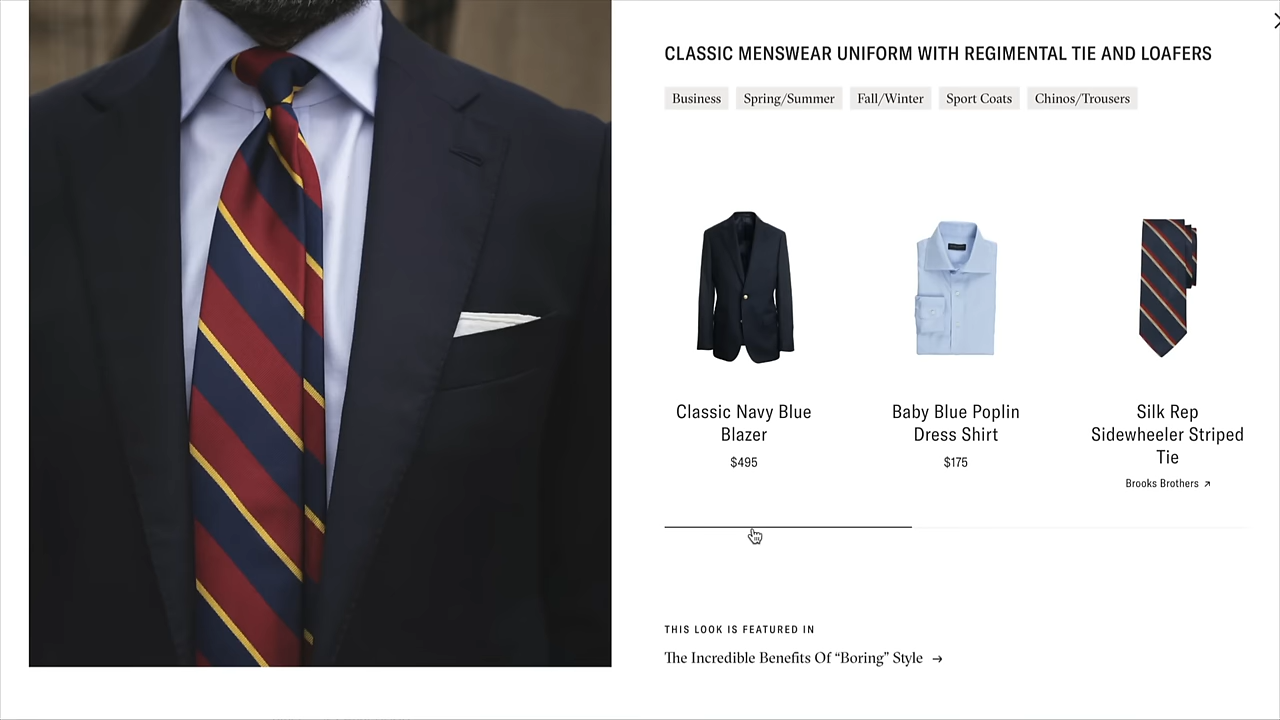 CLASSIC MENSWEAR UNIFORM WITH REGIMENTAL TIE AND LOAFERS
Business Spring/Summer Fall/Winter Sport Coats Chinos/Trousers
Classic Navy Blue
Blazer
$495
Baby Blue Poplin
Dress Shirt
$175
Silk Rep
Sidewheeler Striped
Tie
Brooks Brothers ↗
THIS LOOK IS FEATURED IN
The Incredible Benefits Of “Boring” Style →